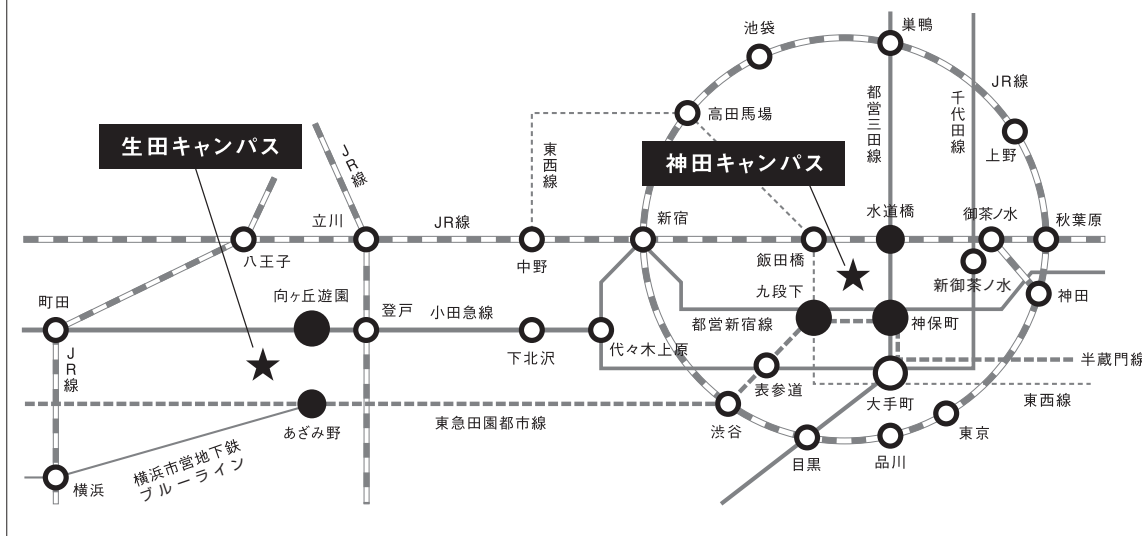 池袋
巣鴨
JR線
高田馬場
都営三田線
千代田線
上野
生田キャンパス
JR線
東西線
神田キャンパス
立川
JR線
新宿
水道橋
御茶ノ水
秋葉原
八王子
中野
飯田橋
新御茶ノ水
神田
町田
向ヶ丘遊園
登戸
小田急線
九段下
都営新宿線
神保町
下北沢
代々木上原
半蔵門線
JR線
表参道
大手町
東西線
東急田園都市線
あざみ野
渋谷
東京
目黒
品川
横浜
横浜市営地下鉄
ブルーライン